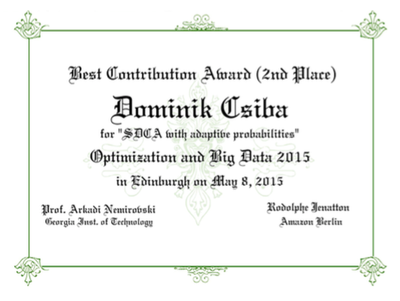 Best Contribution Award (2nd Place)
Dominik Csiba
for "SDCA with adaptive probabilities"
Optimization and Big Data 2015
in Edinburgh on May 8, 2015
Prof. Arkadi Nemirovski
Georgia Inst. of Technology
Rodolphe Jenatton
Amazon Berlin